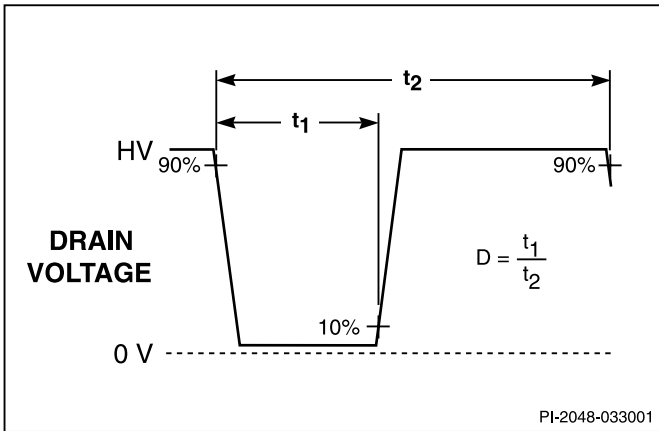 t2
t1
HV
90%
90%
DRAIN
VOLTAGE
D = t1
t2
10%
0 V
PI-2048-033001